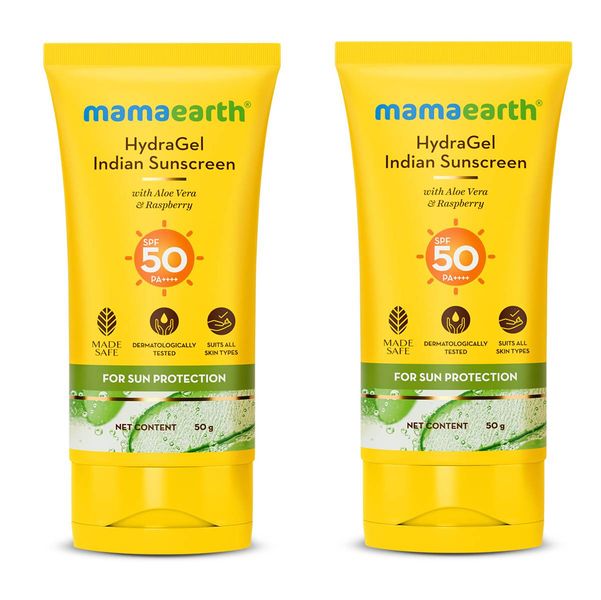 mamaearth®
HydraGel
Indian Sunscreen
with Aloe Vera
& Raspberry
SPF
50
PA++++
MADE
SAFE
DERMATOLOGICALLY
TESTED
SUITS ALL
SKIN TYPES
FOR SUN PROTECTION
NET CONTENT 50 g
mamaearth®
HydraGel
Indian Sunscreen
with Aloe Vera
& Raspberry
SPF
50
PA++++
MADE
SAFE
DERMATOLOGICALLY
TESTED
SUITS ALL
SKIN TYPES
FOR SUN PROTECTION
NET CONTENT 50 g